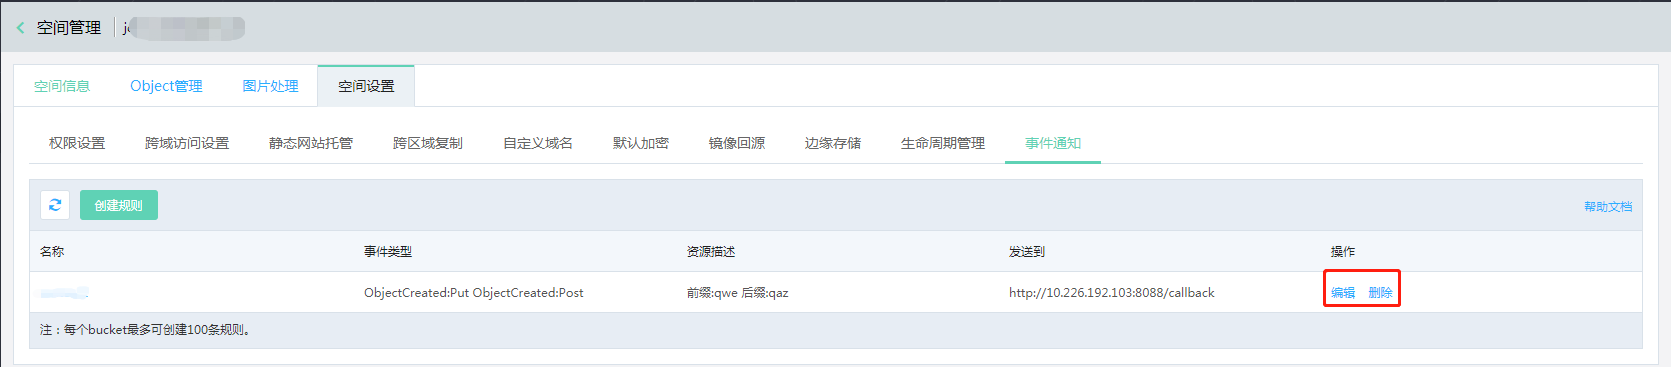 空间管理
空间信息 Object管理 图片处理 空间设置
权限设置 跨域访问设置 静态网站托管 跨区域复制 自定义域名 默认加密 镜像回源 边缘存储 生命周期管理 事件通知
创建规则 帮助文档
名称 事件类型 资源描述 发送到 操作
ObjectCreated:Put ObjectCreated:Post 前缀:qwe 后缀:qaz http://10.226.192.103:8088/callback 编辑 删除
注：每个bucket最多可创建100条规则。